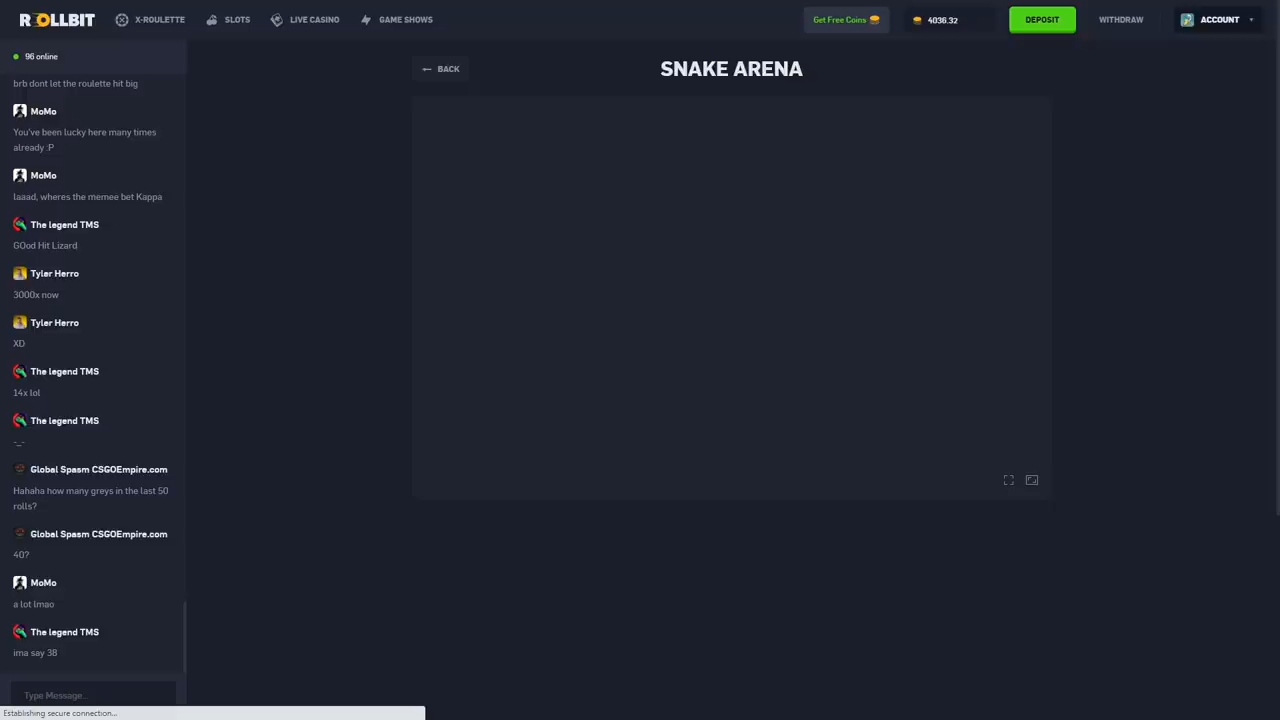 ROLLBIT X-ROULETTE SLOTS LIVE CASINO GAME SHOWS Get Free Coins 4036.32 DEPOSIT WITHDRAW ACCOUNT
96 online
BACK
SNAKE ARENA
brb dont let the roulette hit big
MoMo
You've been lucky here many times
already :P
MoMo
laaad, wheres the memee bet Kappa
The legend TMS
GOod Hit Lizard
Tyler Herro
3000x now
Tyler Herro
XD
The legend TMS
14x lol
The legend TMS
-_-
Global Spasm CSGOEmpire.com
Hahaha how many greys in the last 50
rolls?
Global Spasm CSGOEmpire.com
40?
MoMo
a lot lmao
The legend TMS
ima say 38
Type Message...
Establishing secure connection...